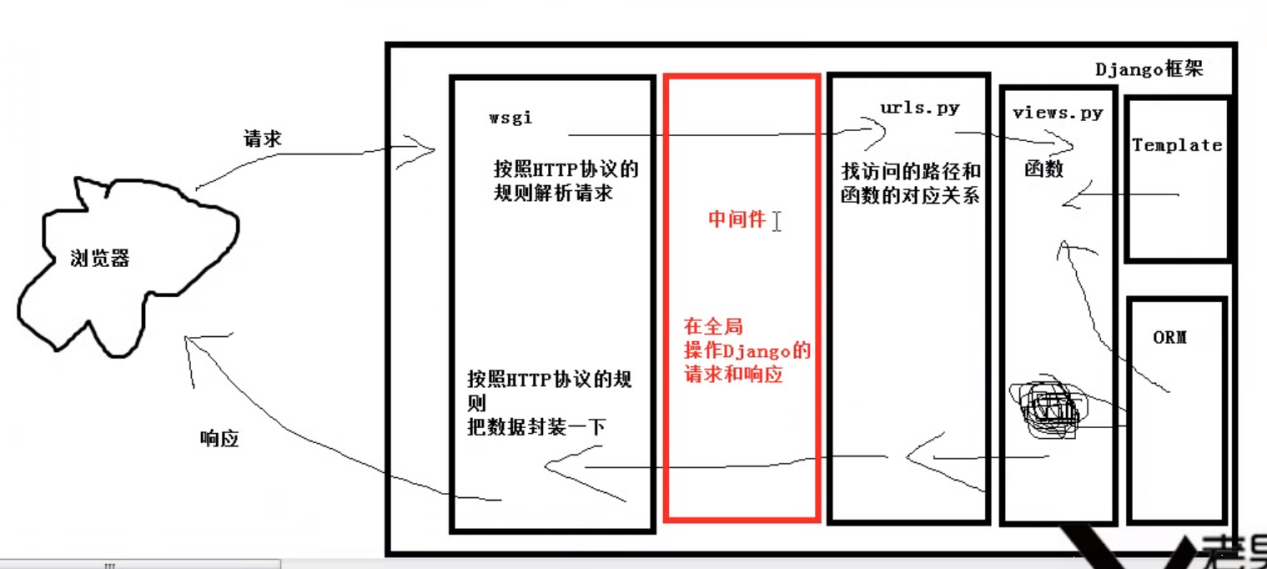 Django框架
请求
wsgi
按照HTTP协议的
规则解析请求
中间件
urls.py
找访问的路径和
函数的对应关系
views.py
函数
Template
浏览器
在全局
操作Django的
请求和响应
ORM
按照HTTP协议的规
则
把数据封装一下
响应